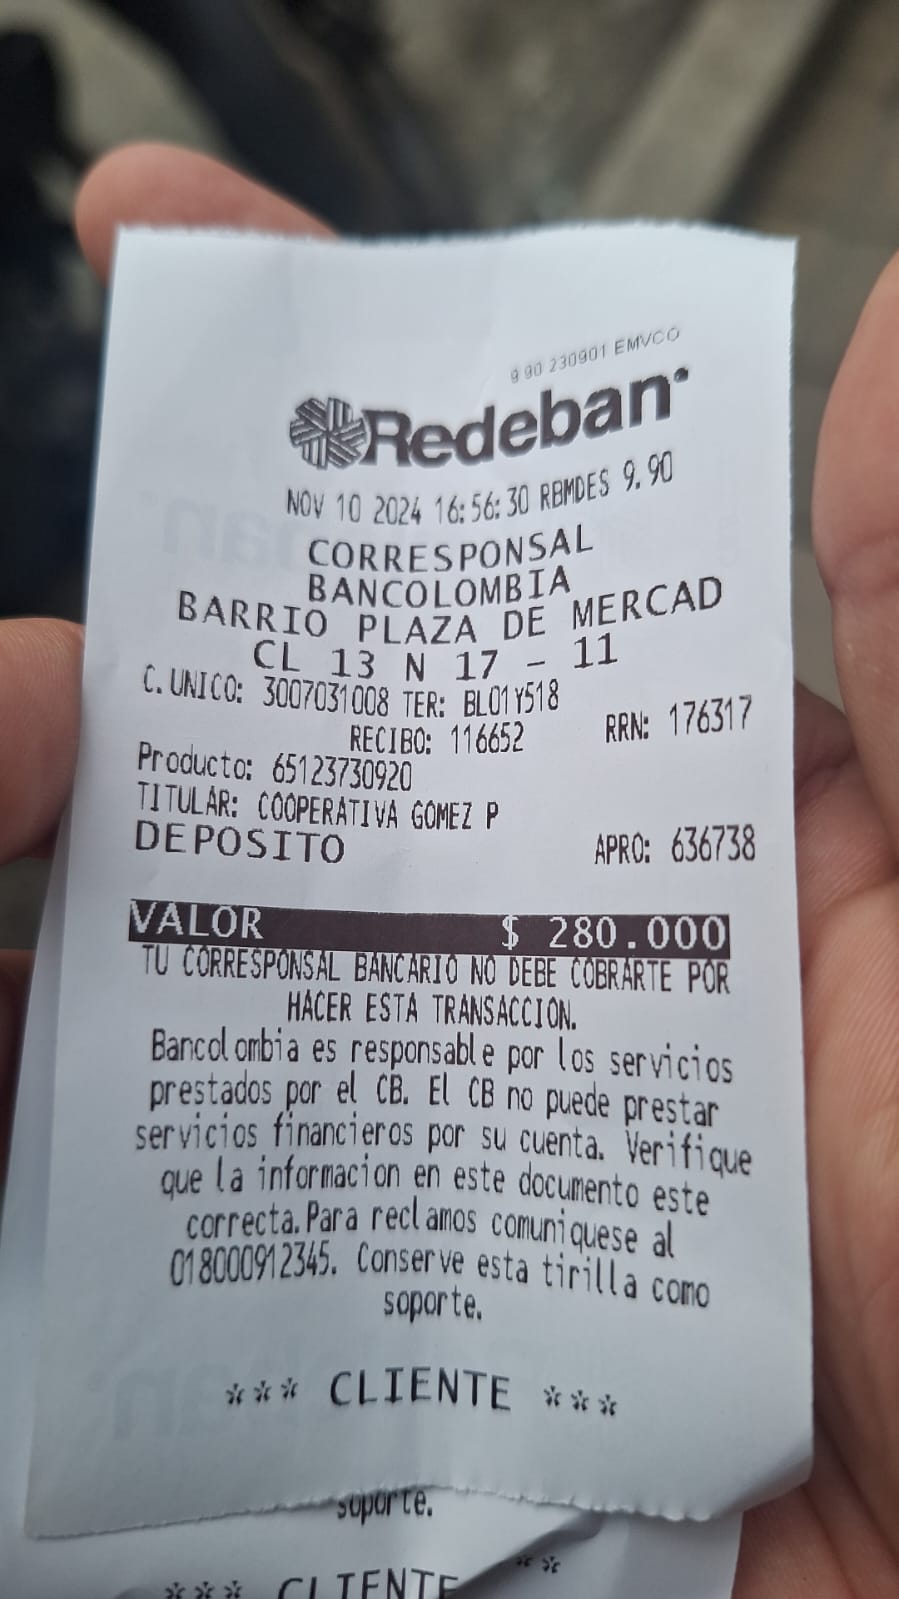 9.90 230901 EMVCO
Redeban
NOV 10 2024 16:56:30 RBMDES 9.90
CORRESPONSAL
BANCOLOMBIA
BARRIO PLAZA DE MERCAD
CL 13 N 17 - 11
C. UNICO: 3007031008 TER: BL01Y518
RECIBO: 116652 RRN: 176317
Producto: 65123730920
TITULAR: COOPERATIVA GOMEZ P
DEPOSITO APRO: 636738
VALOR $ 280.000
TU CORRESPONSAL BANCARIO NO DEBE COBRARTE POR
HACER ESTA TRANSACCION.
Bancolombia es responsable por los servicios
prestados por el CB. El CB no puede prestar
servicios financieros por su cuenta. Verifique
que la informacion en este documento este
correcta.Para reclamos comuniquese al
018000912345. Conserve esta tirilla como
soporte.
*** CLIENTE ***
soporte.
*** CLIENTE **